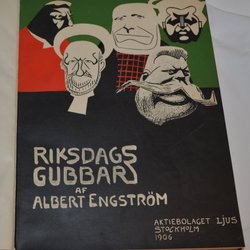 RIKSDAGS
GUBBAR
AF
ALBERT ENGSTRÖM
AKTIEBOLAGET LJUS
STOCKHOLM
1906